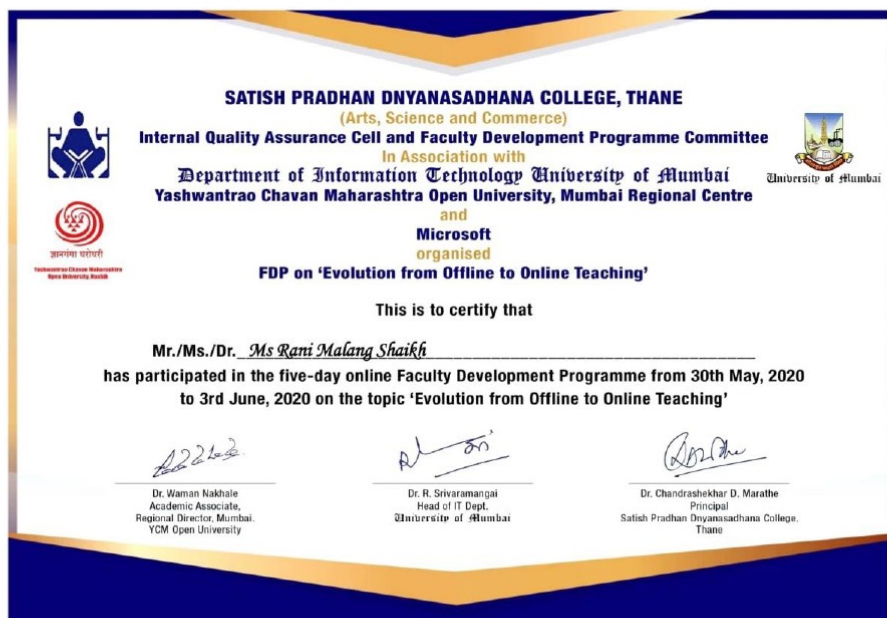 SATISH PRADHAN DNYANASADHANA COLLEGE, THANE
(Arts, Science and Commerce)
Internal Quality Assurance Cell and Faculty Development Programme Committee
In Association with
Department of Information Technology University of Mumbai
Yashwantrao Chavan Maharashtra Open University, Mumbai Regional Centre
and
Microsoft
organised
FDP on ‘Evolution from Offline to Online Teaching’
University of Mumbai
ज्ञानगंगा घरोघरी
Yashwantrao Chavan Maharashtra
Open University, Nashik
This is to certify that
Mr./Ms./Dr. Ms Rani Malang Shaikh
has participated in the five-day online Faculty Development Programme from 30th May, 2020
to 3rd June, 2020 on the topic ‘Evolution from Offline to Online Teaching’
Dr. Waman Nakhale
Academic Associate,
Regional Director, Mumbai.
YCM Open University
Dr. R. Srivaramangai
Head of IT Dept.
University of Mumbai
Dr. Chandrashekhar D. Marathe
Principal
Satish Pradhan Dnyanasadhana College,
Thane